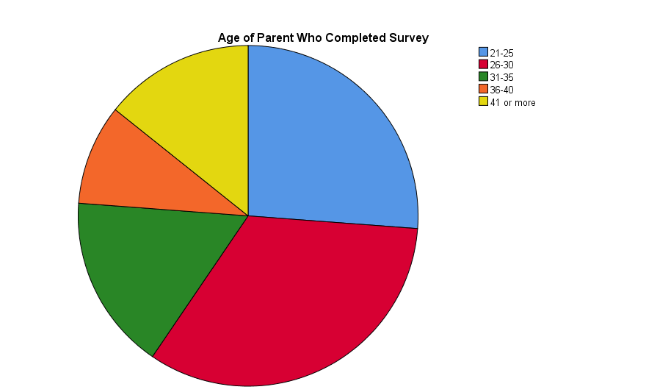 Age of Parent Who Completed Survey
21-25
26-30
31-35
36-40
41 or more